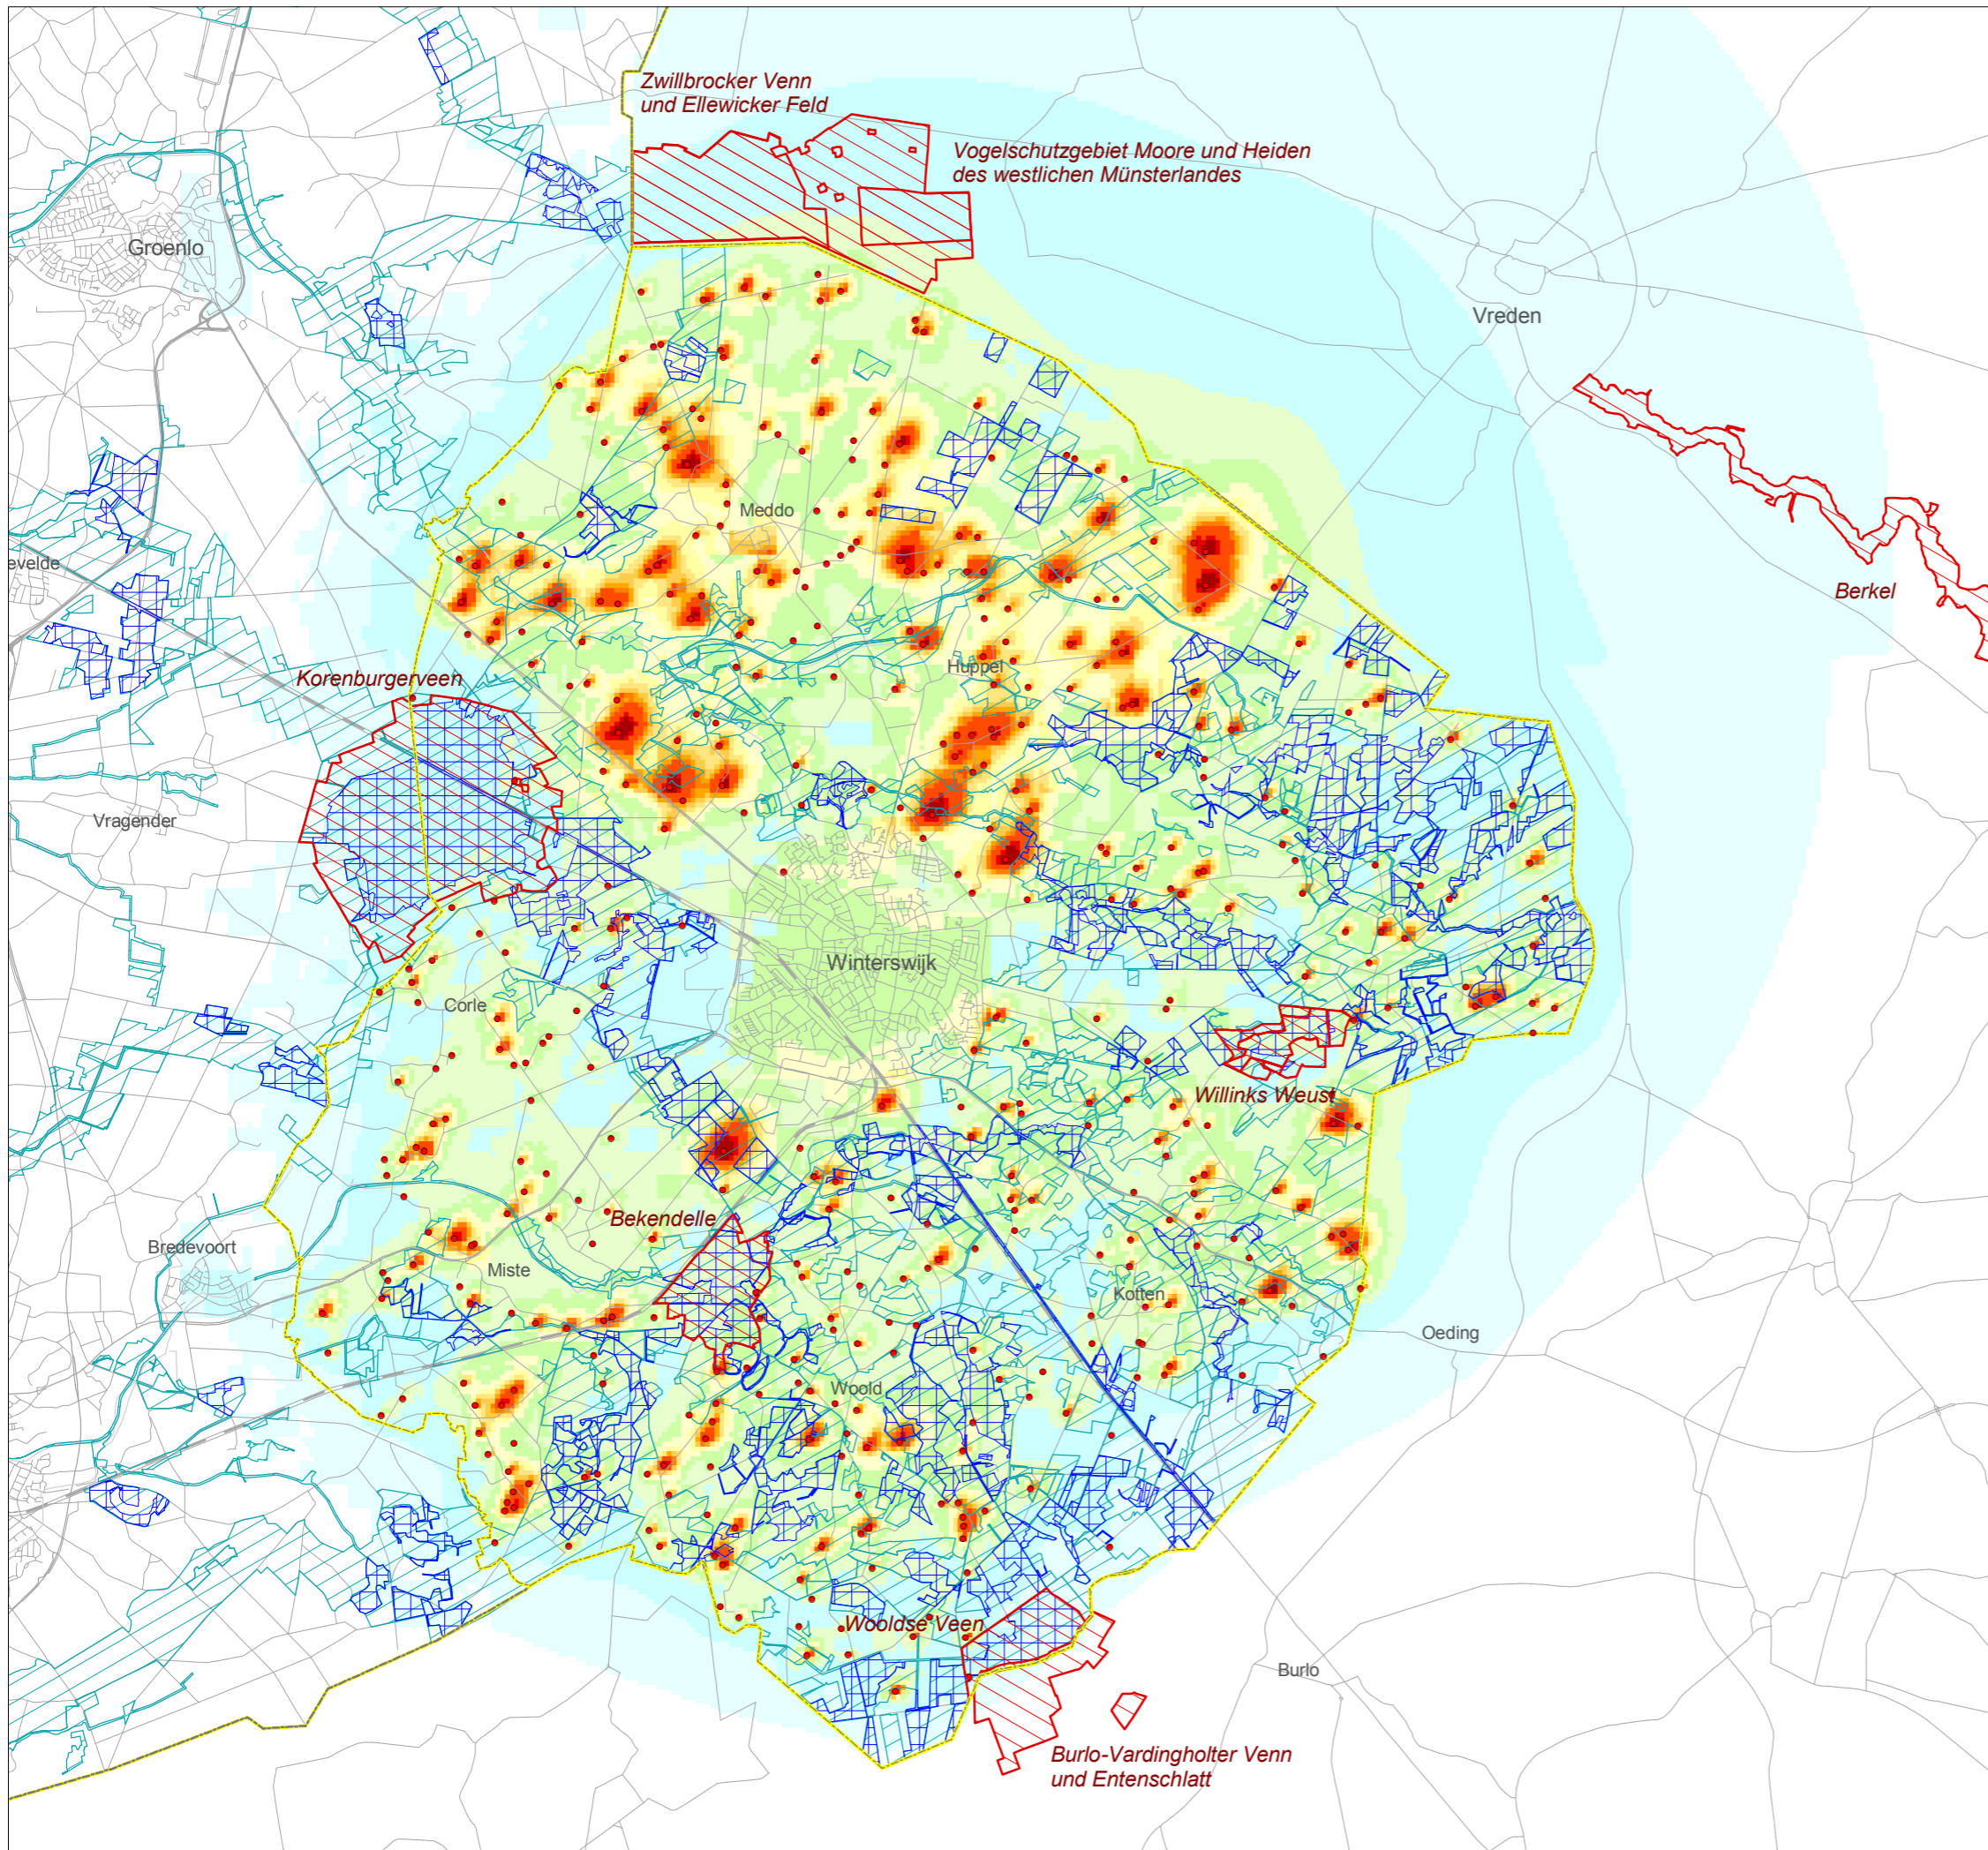 Zwillbrocker Venn
und Ellewicker Feld
Vogelschutzgebiet Moore und Heiden
des westlichen Münsterlandes
Groenlo
Vreden
Meddo
evelde
Berkel
Huppel
Korenburgerveen
Vragender
Winterswijk
Corle
Willinks Weust
Bekendelle
Bredevoort
Miste
Kotten
Oeding
Woold
Wooldse Veen
Burlo
Burlo-Vardingholter Venn
und Entenschlatt